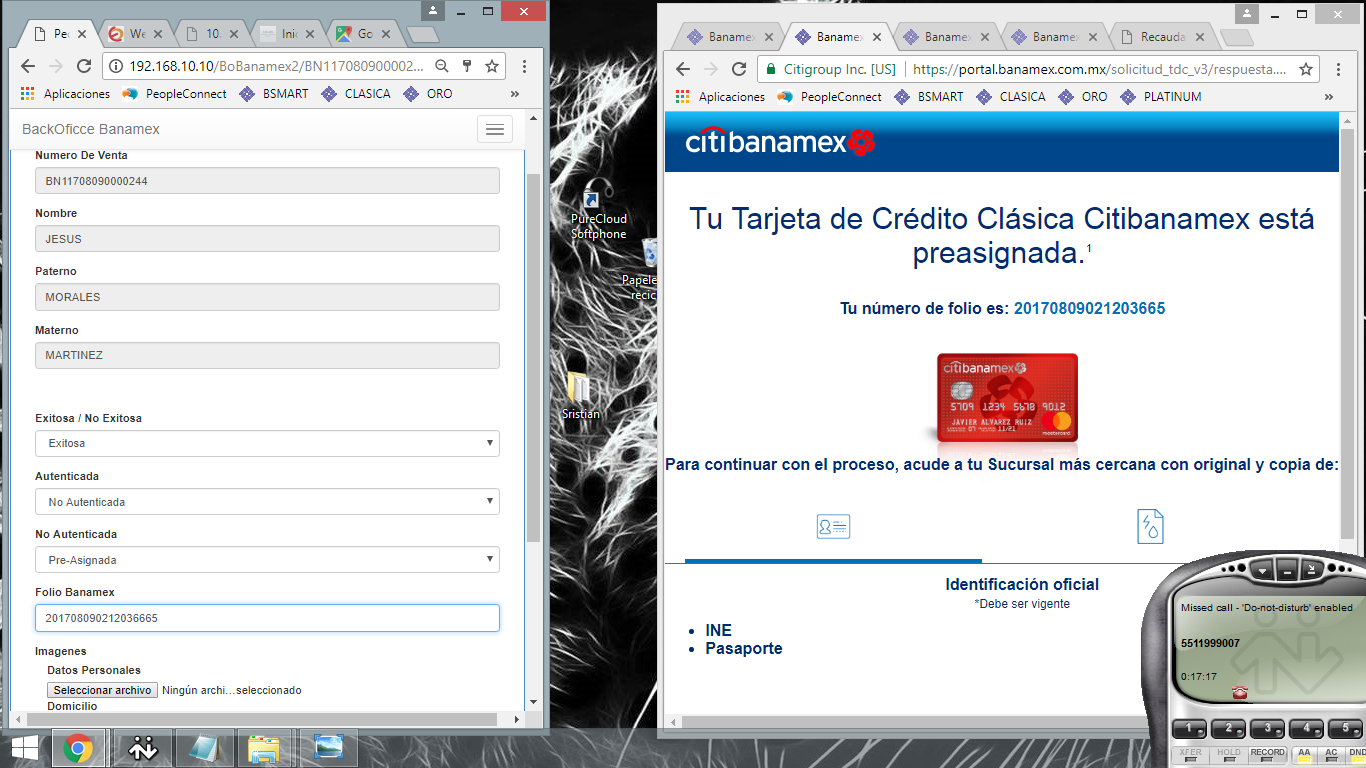 Pe
We
10.
Inic
Go
192.168.10.10/BoBanamex2/BN117080900002...
Aplicaciones
PeopleConnect
BSMART
CLASICA
ORO
»
BackOficce Banamex
Numero De Venta
BN11708090000244
Nombre
JESUS
Paterno
MORALES
Materno
MARTINEZ
Exitosa / No Exitosa
Exitosa
Autenticada
No Autenticada
No Autenticada
Pre-Asignada
Folio Banamex
201708090212036665
Imagenes
Datos Personales
Seleccionar archivo Ningún archi...seleccionado
Domicilio
PureCloud
Softphone
Papele
recic
Sristian
Banamex
Banamex
Banamex
Banamex
Recauda
Citigroup Inc. [US]
https://portal.banamex.com.mx/solicitud_tdc_v3/respuesta....
Aplicaciones
PeopleConnect
BSMART
CLASICA
ORO
PLATINUM
»
citibanamex
Tu Tarjeta de Crédito Clásica Citibanamex está
preasignada.1
Tu número de folio es: 20170809021203665
citibanamex
5709 1234 5678 9012
JAVIER ALVAREZ RUIZ
07 11/21
mastercard
Para continuar con el proceso, acude a tu Sucursal más cercana con original y copia de:
Identificación oficial
*Debe ser vigente
INE
Pasaporte
Missed call - 'Do-not-disturb' enabled
5511999007
0:17:17
1
2
3
4
5
XFER
HOLD
RECORD
AA
AC
DND